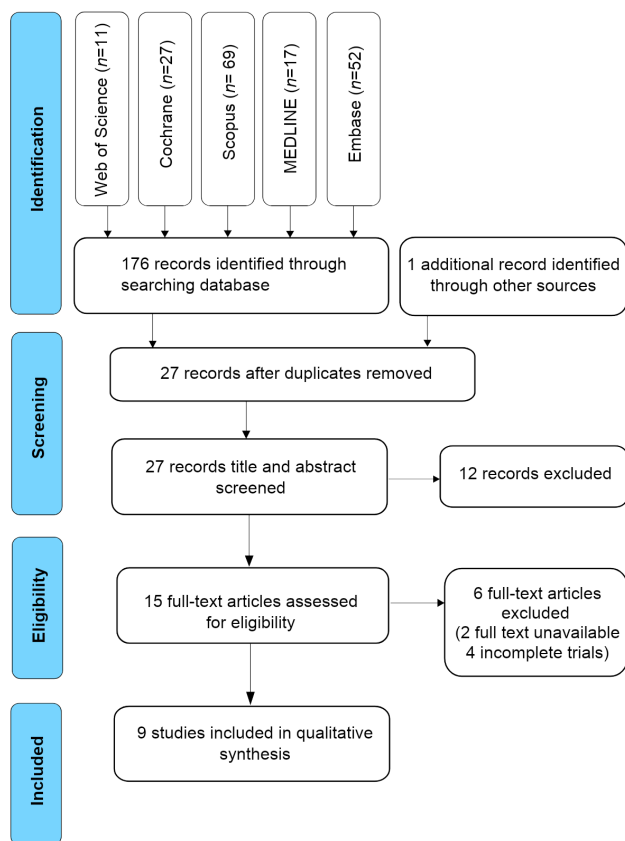 Identification
Web of Science (n=11)
Cochrane (n=27)
Scopus (n= 69)
MEDLINE (n=17)
Embase (n=52)
176 records identified through
searching database
1 additional record identified
through other sources
Screening
27 records after duplicates removed
27 records title and abstract
screened
12 records excluded
Eligibility
15 full-text articles assessed
for eligibility
6 full-text articles
excluded
(2 full text unavailable
4 incomplete trials)
Included
9 studies included in qualitative
synthesis